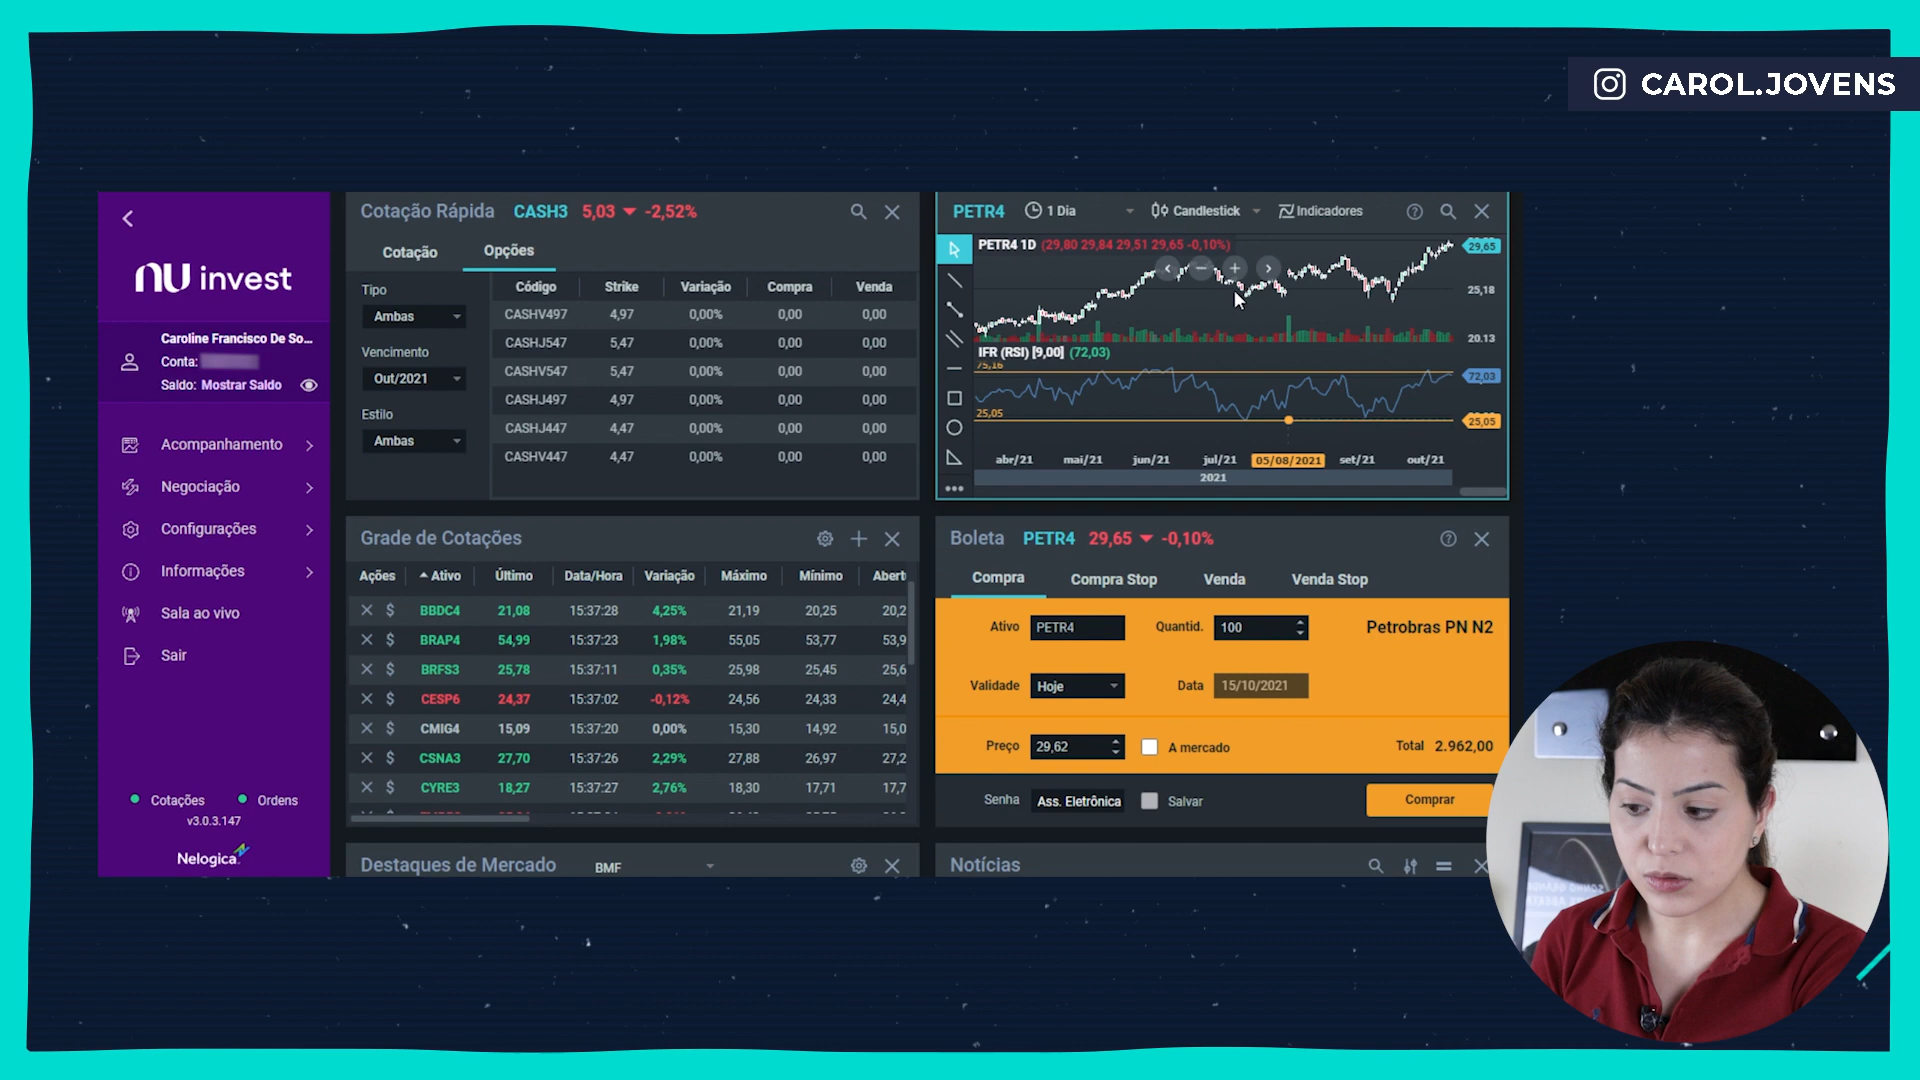 CAROL.JOVENS
nu invest
Caroline Francisco De So...
Conta:
Saldo: Mostrar Saldo
Acompanhamento
Negociação
Configurações
Informações
Sala ao vivo
Sair
Cotações Ordens
v3.0.3.147
Nelogica
Cotação Rápida CASH3 5,03 -2,52%
Cotação Opções
Tipo
Ambas
Vencimento
Out/2021
Estilo
Ambas
Código Strike Variação Compra Venda
CASHV497 4,97 0,00% 0,00 0,00
CASHJ547 5,47 0,00% 0,00 0,00
CASHV547 5,47 0,00% 0,00 0,00
CASHJ497 4,97 0,00% 0,00 0,00
CASHJ447 4,47 0,00% 0,00 0,00
CASHV447 4,47 0,00% 0,00 0,00
PETR4 1 Dia Candlestick Indicadores
PETR4 1D (29,80 29,84 29,51 29,65 -0,10%)
29,65
25,18
20.13
IFR (RSI) [9,00] (72,03)
75,16
72,03
25,05
25,05
abr/21 mai/21 jun/21 jul/21 05/08/2021 set/21 out/21
2021
Grade de Cotações
Ações Ativo Último Data/Hora Variação Máximo Mínimo Abert
$ BBDC4 21,08 15:37:28 4,25% 21,19 20,25 20,2
$ BRAP4 54,99 15:37:23 1,98% 55,05 53,77 53,9
$ BRFS3 25,78 15:37:11 0,35% 25,98 25,45 25,6
$ CESP6 24,37 15:37:02 -0,12% 24,56 24,33 24,4
$ CMIG4 15,09 15:37:20 0,00% 15,30 14,92 15,0
$ CSNA3 27,70 15:37:26 2,29% 27,88 26,97 27,2
$ CYRE3 18,27 15:37:27 2,76% 18,30 17,71 17,7
Boleta PETR4 29,65 -0,10%
Compra Compra Stop Venda Venda Stop
Ativo PETR4 Quantid. 100 Petrobras PN N2
Validade Hoje Data 15/10/2021
Preço 29,62 A mercado Total 2.962,00
Senha Ass. Eletrônica Salvar Comprar
Destaques de Mercado BMF
Notícias